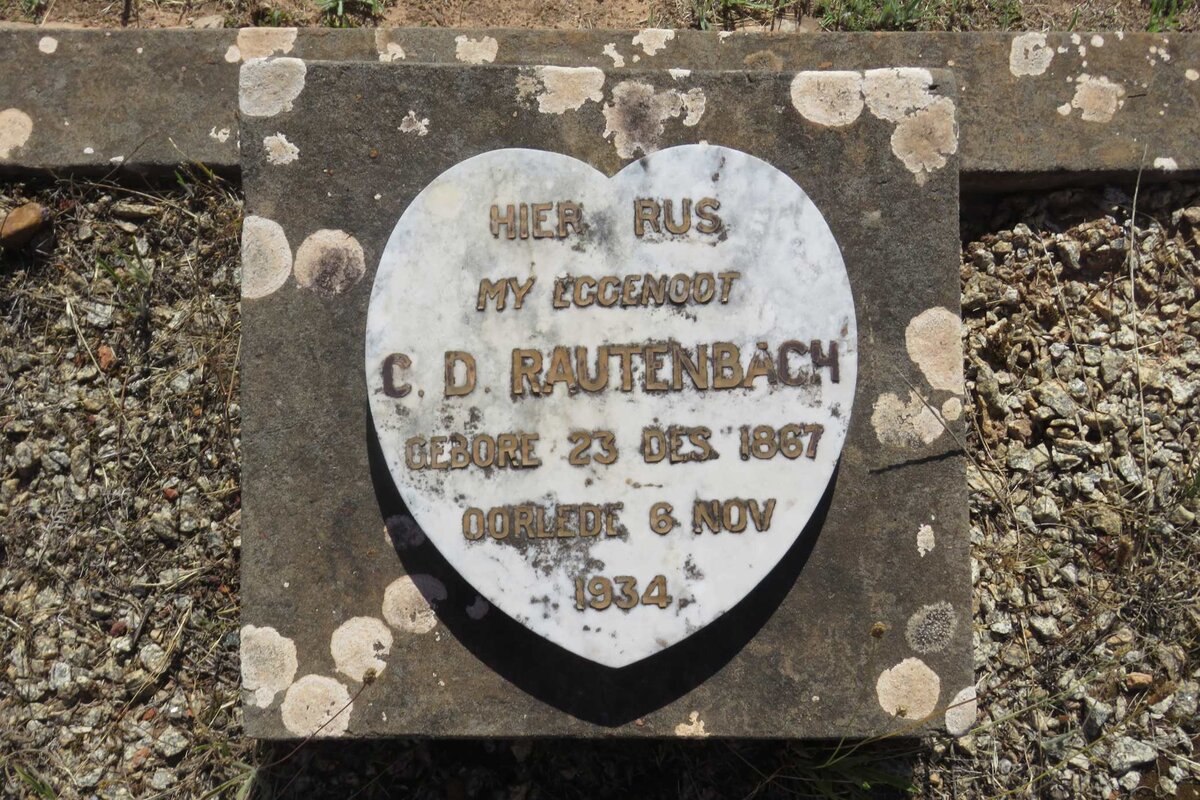 HIER RUS
MY EGGENOOT
C. D. RAUTENBACH
GEBORE 23 DES. 1867
OORLEDE 6 NOV
1934